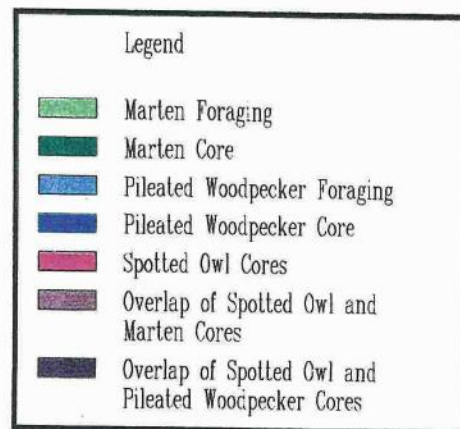 Legend
Marten Foraging
Marten Core
Pileated Woodpecker Foraging
Pileated Woodpecker Core
Spotted Owl Cores
Overlap of Spotted Owl and
Marten Cores
Overlap of Spotted Owl and
Pileated Woodpecker Cores